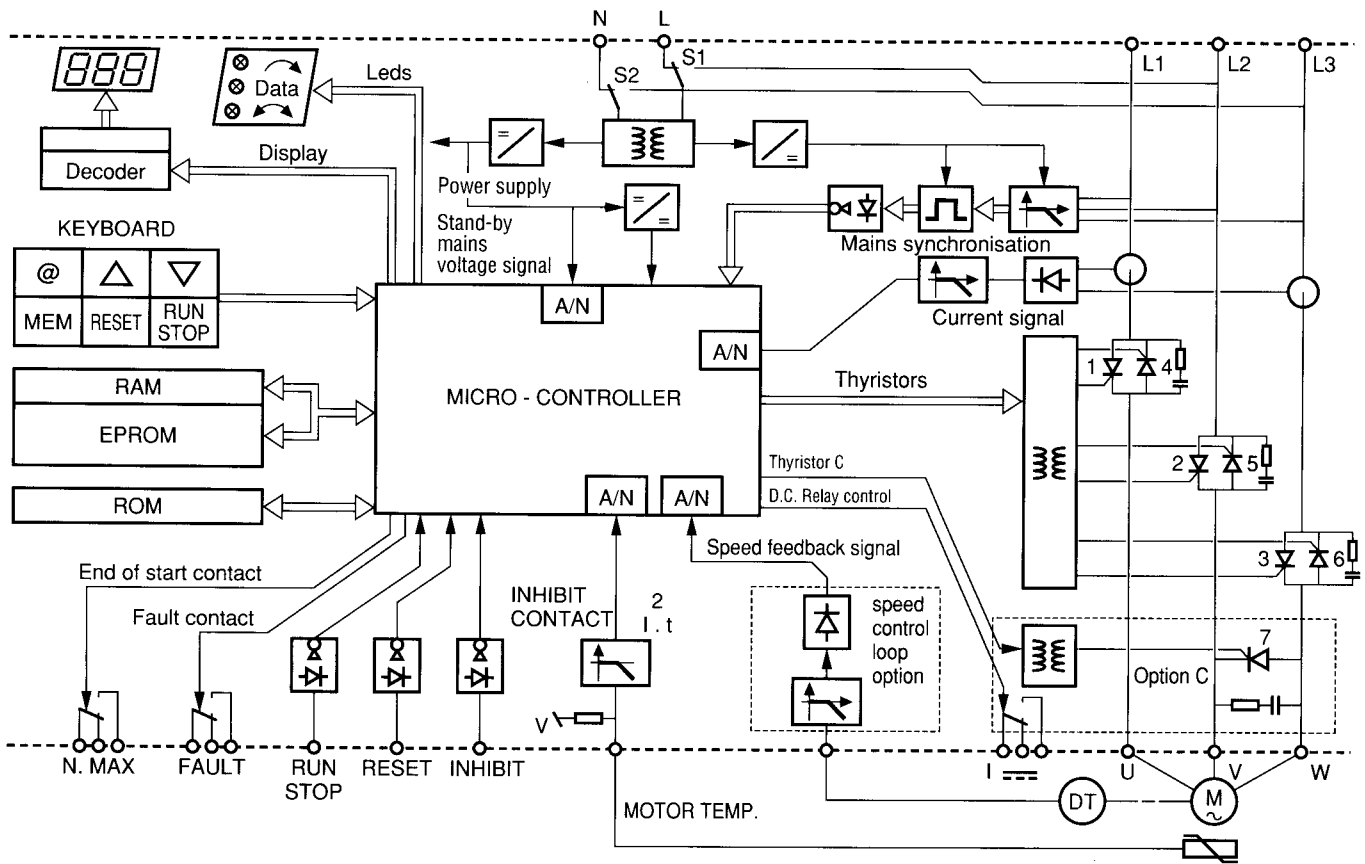 N
L
L1
L2
L3
S1
S2
888
Leds
Data
Decoder
Display
Power supply
Stand-by
mains
voltage signal
Mains synchronisation
KEYBOARD
@
MEM
RESET
RUN
STOP
A/N
A/N
Current signal
RAM
EPROM
ROM
MICRO - CONTROLLER
Thyristors
1
4
2
5
3
6
Thyristor C
D.C. Relay control
A/N
A/N
Speed feedback signal
End of start contact
Fault contact
INHIBIT
CONTACT
2
I . t
speed
control
loop
option
7
Option C
V
N. MAX
FAULT
RUN
STOP
RESET
INHIBIT
I
U
V
W
MOTOR TEMP.
DT
M
~